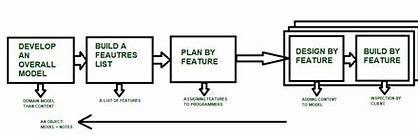 DEVELOP
AN
OVERALL
MODEL
BUILD A
FEAUTRES
LIST
PLAN BY
FEATURE
DESIGN BY
FEATURE
BUILD BY
FEATURE
DOMAIN MODEL
THAN CONTENT
A LIST OF FEATURES
ASSIGING FEATURES
TO PROGRAMMERS
ADDING CONTENT
TO MODEL
INSPECTION BY
CLIENT
AN OBJECT
MODEL + NOTES